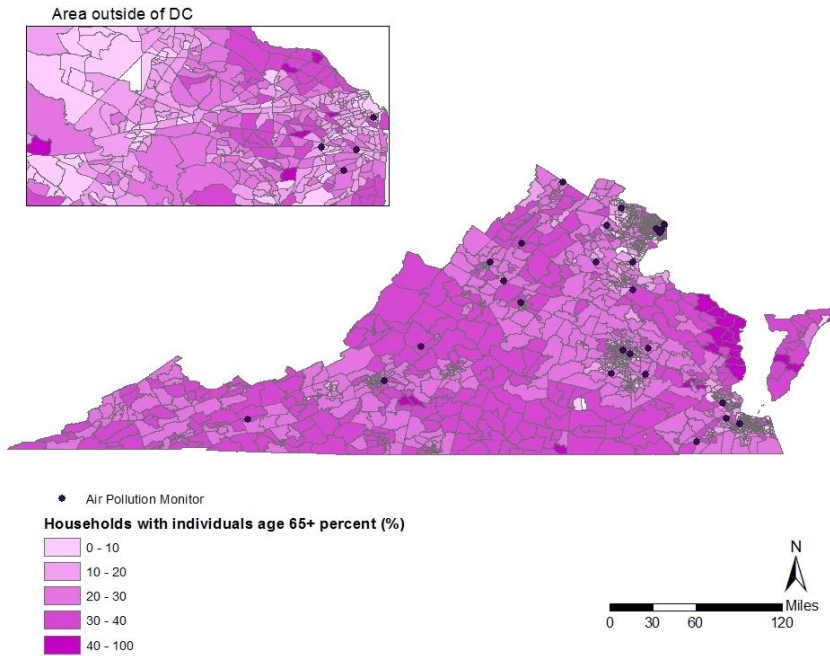 Area outside of DC
Air Pollution Monitor
Households with individuals age 65+ percent (%)
0 - 10
10 - 20
20 - 30
30 - 40
40 - 100
N
Miles
0 30 60 120